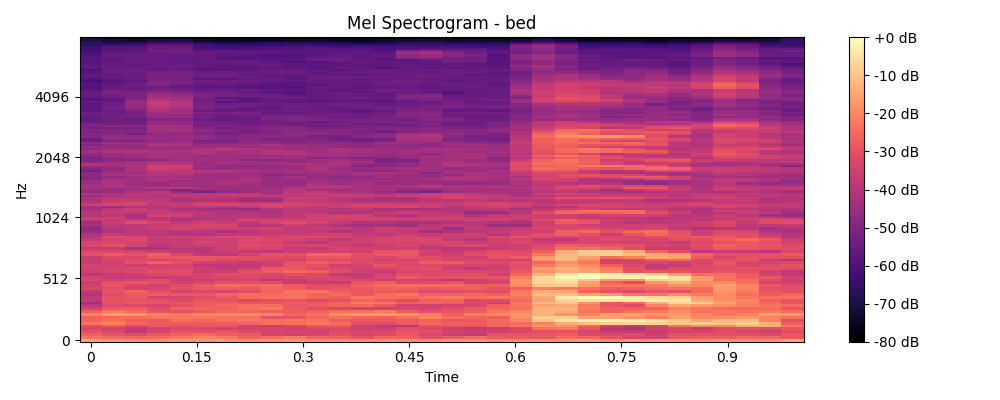 Mel Spectrogram - bed
+0 dB
-10 dB
-20 dB
-30 dB
-40 dB
-50 dB
-60 dB
-70 dB
-80 dB
Hz
4096
2048
1024
512
0
0 0.15 0.3 0.45 0.6 0.75 0.9
Time